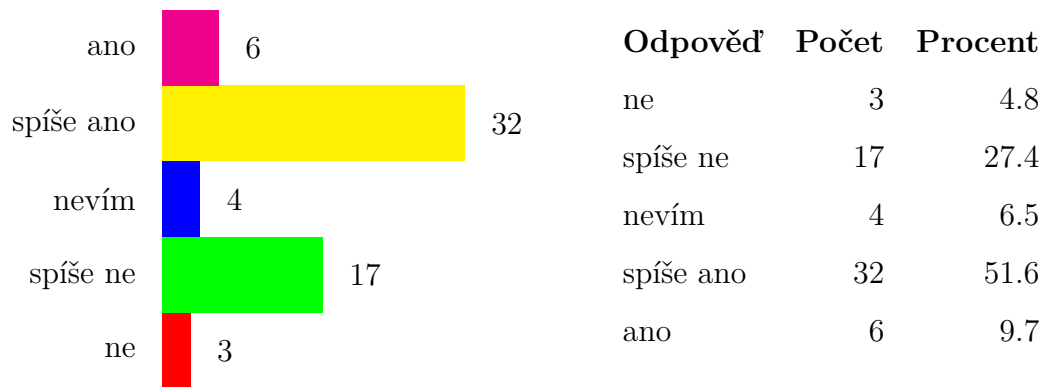 ano 6
spíše ano 32
nevím 4
spíše ne 17
ne 3
Odpověď Počet Procent
ne 3 4.8
spíše ne 17 27.4
nevím 4 6.5
spíše ano 32 51.6
ano 6 9.7